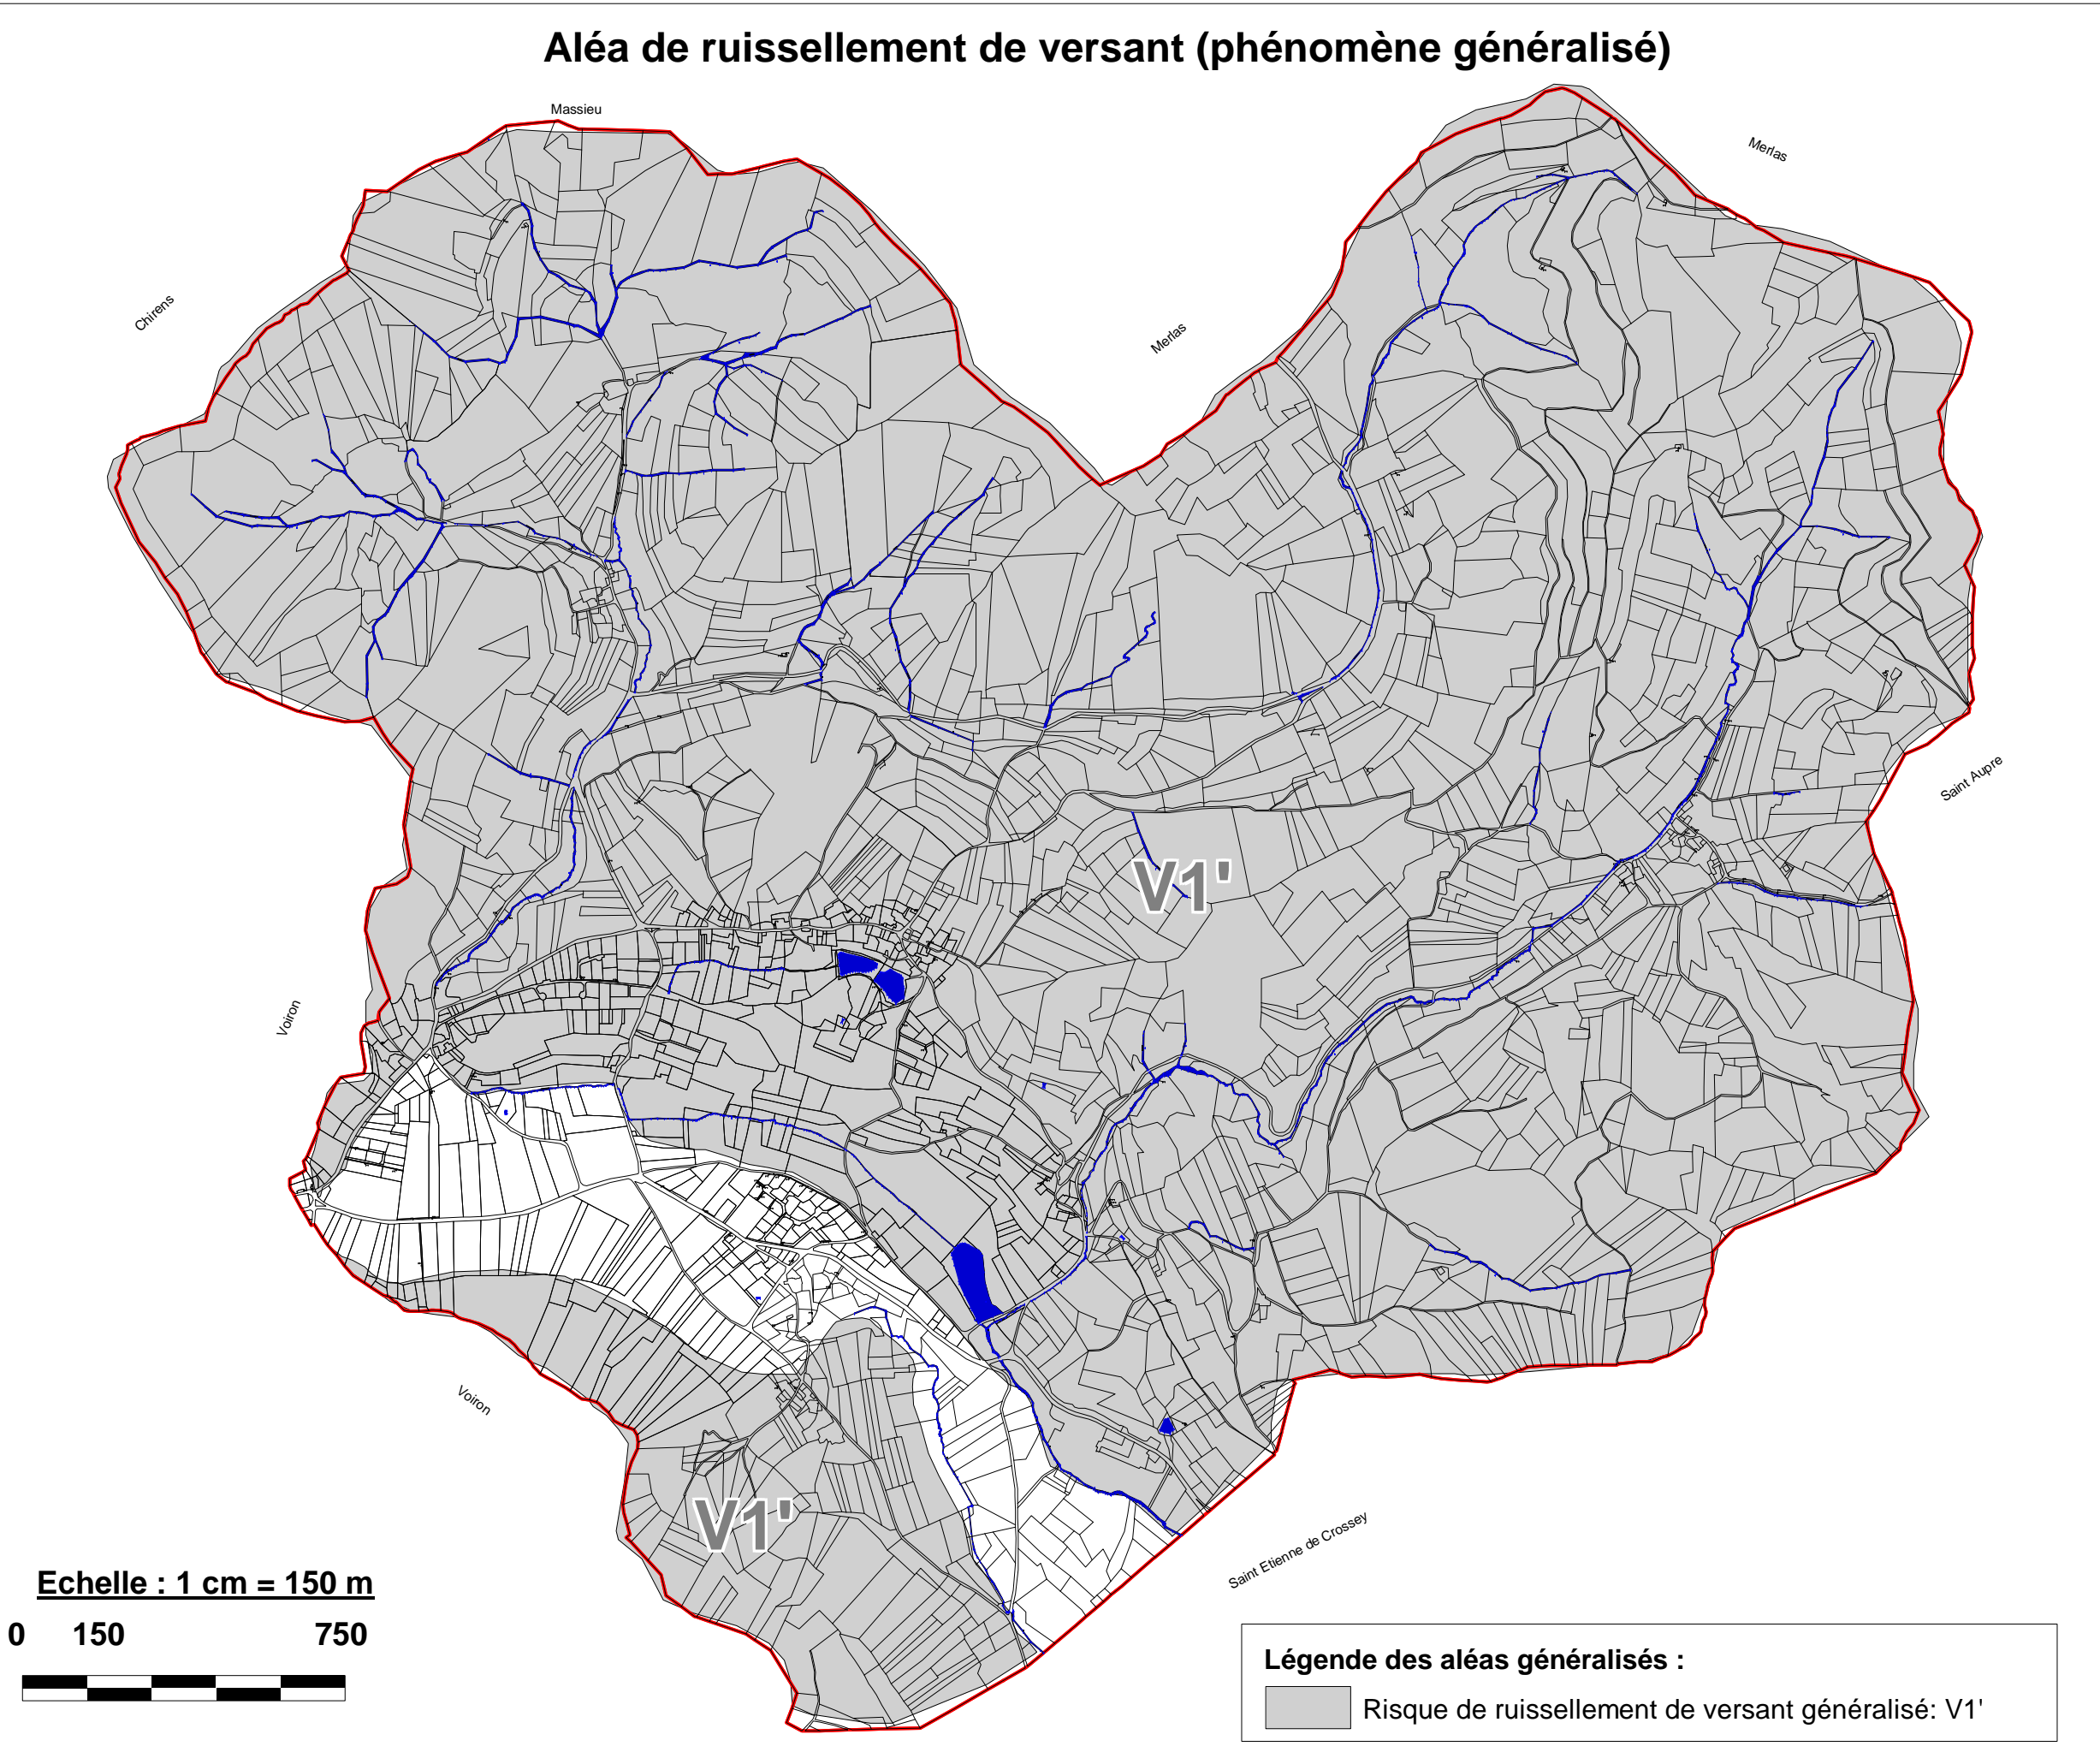 Aléa de ruissellement de versant (phénomène généralisé)
Massieu
Merlas
Chirens
Merlas
Saint Aupre
V1'
Voiron
Voiron
V1'
Saint Etienne de Crossey
Echelle : 1 cm = 150 m
0 150 750
Légende des aléas généralisés :
Risque de ruissellement de versant généralisé: V1'